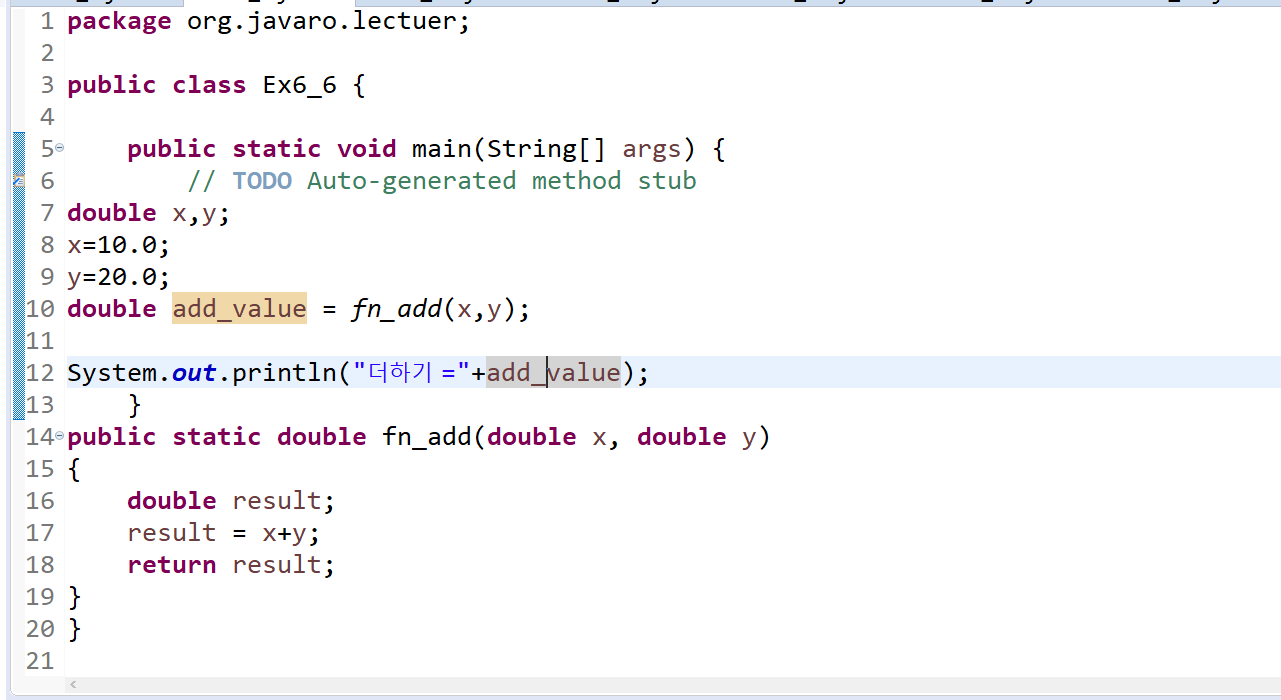 1 package org.javaro.lectuer;
2
3 public class Ex6_6 {
4
5     public static void main(String[] args) {
6         // TODO Auto-generated method stub
7 double x,y;
8 x=10.0;
9 y=20.0;
10 double add_value = fn_add(x,y);
11
12 System.out.println("더하기 ="+add_value);
13     }
14 public static double fn_add(double x, double y)
15 {
16     double result;
17     result = x+y;
18     return result;
19 }
20 }
21